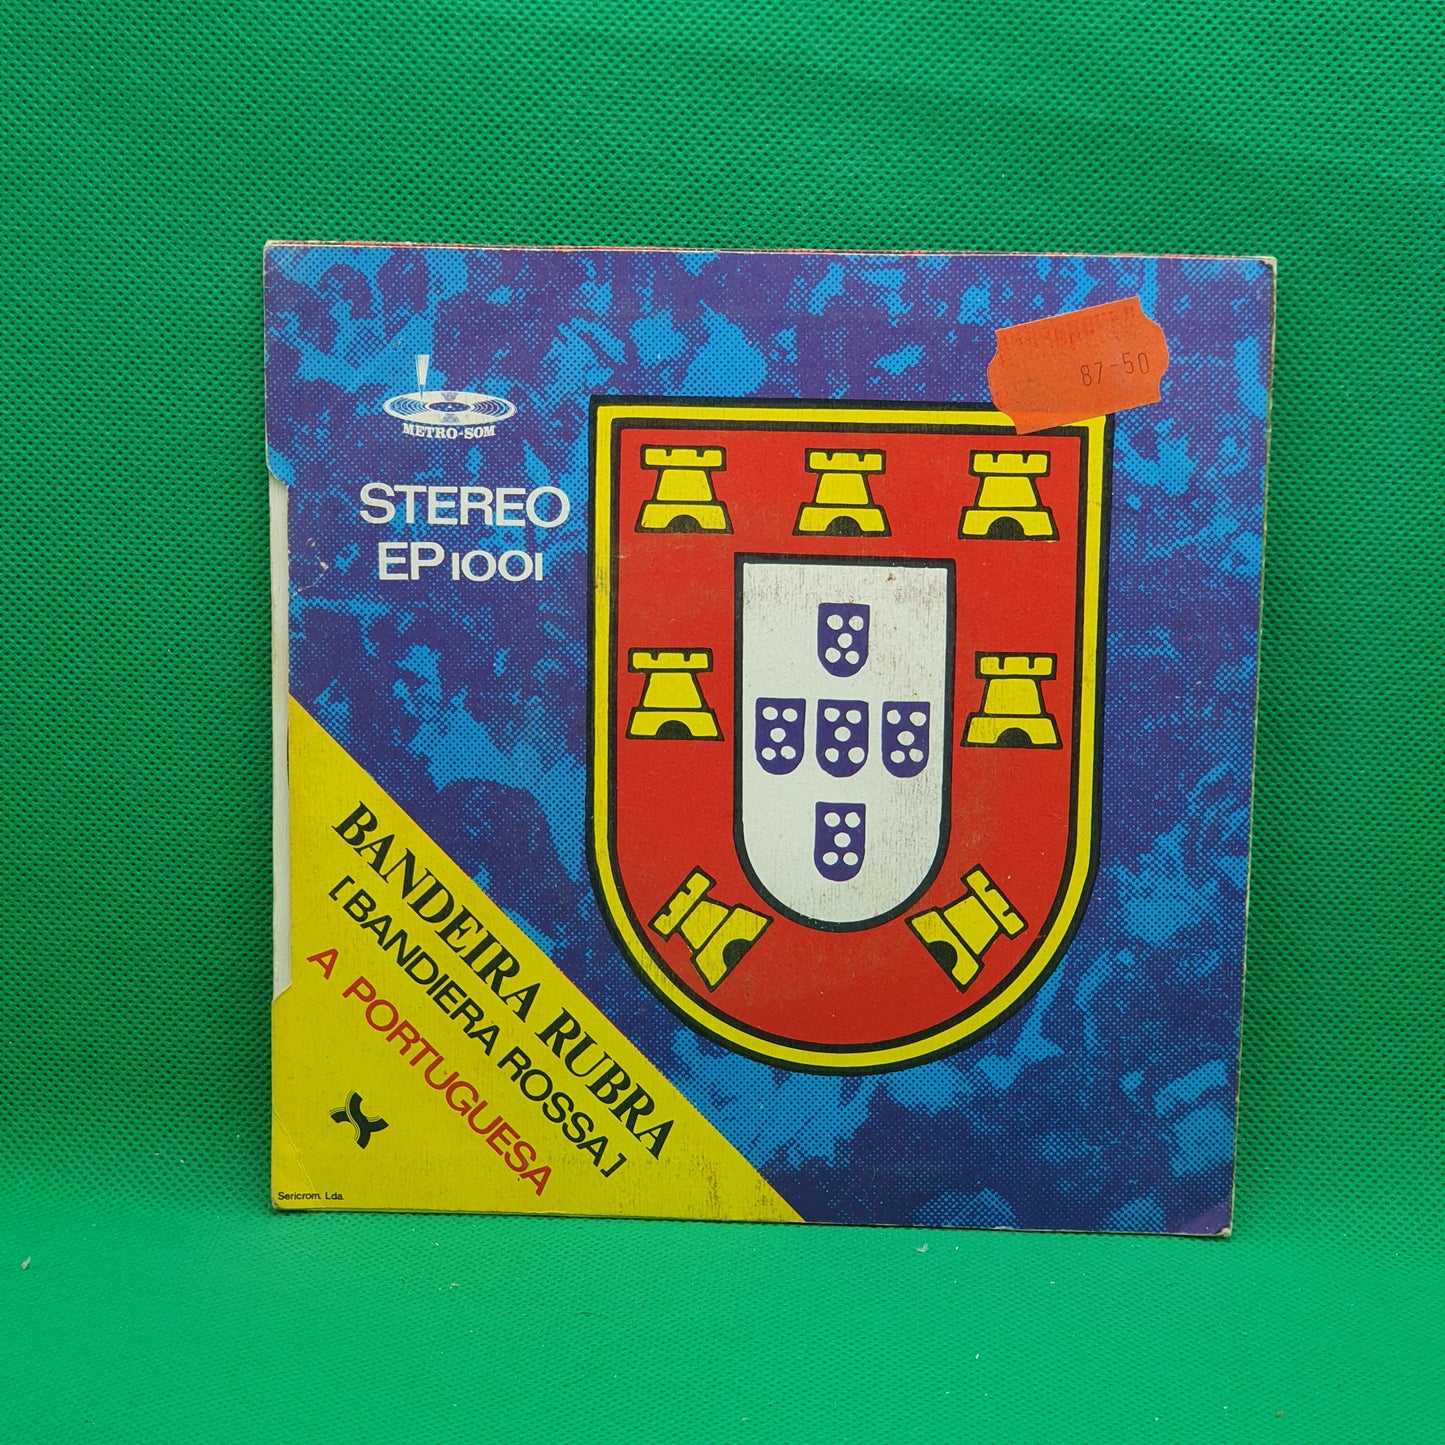 87-50
METRO-SOM
STEREO
EP 1001
BANDEIRA RUBRA
[BANDIERA ROSSA]
A PORTUGUESA
Sericrom. Lda.